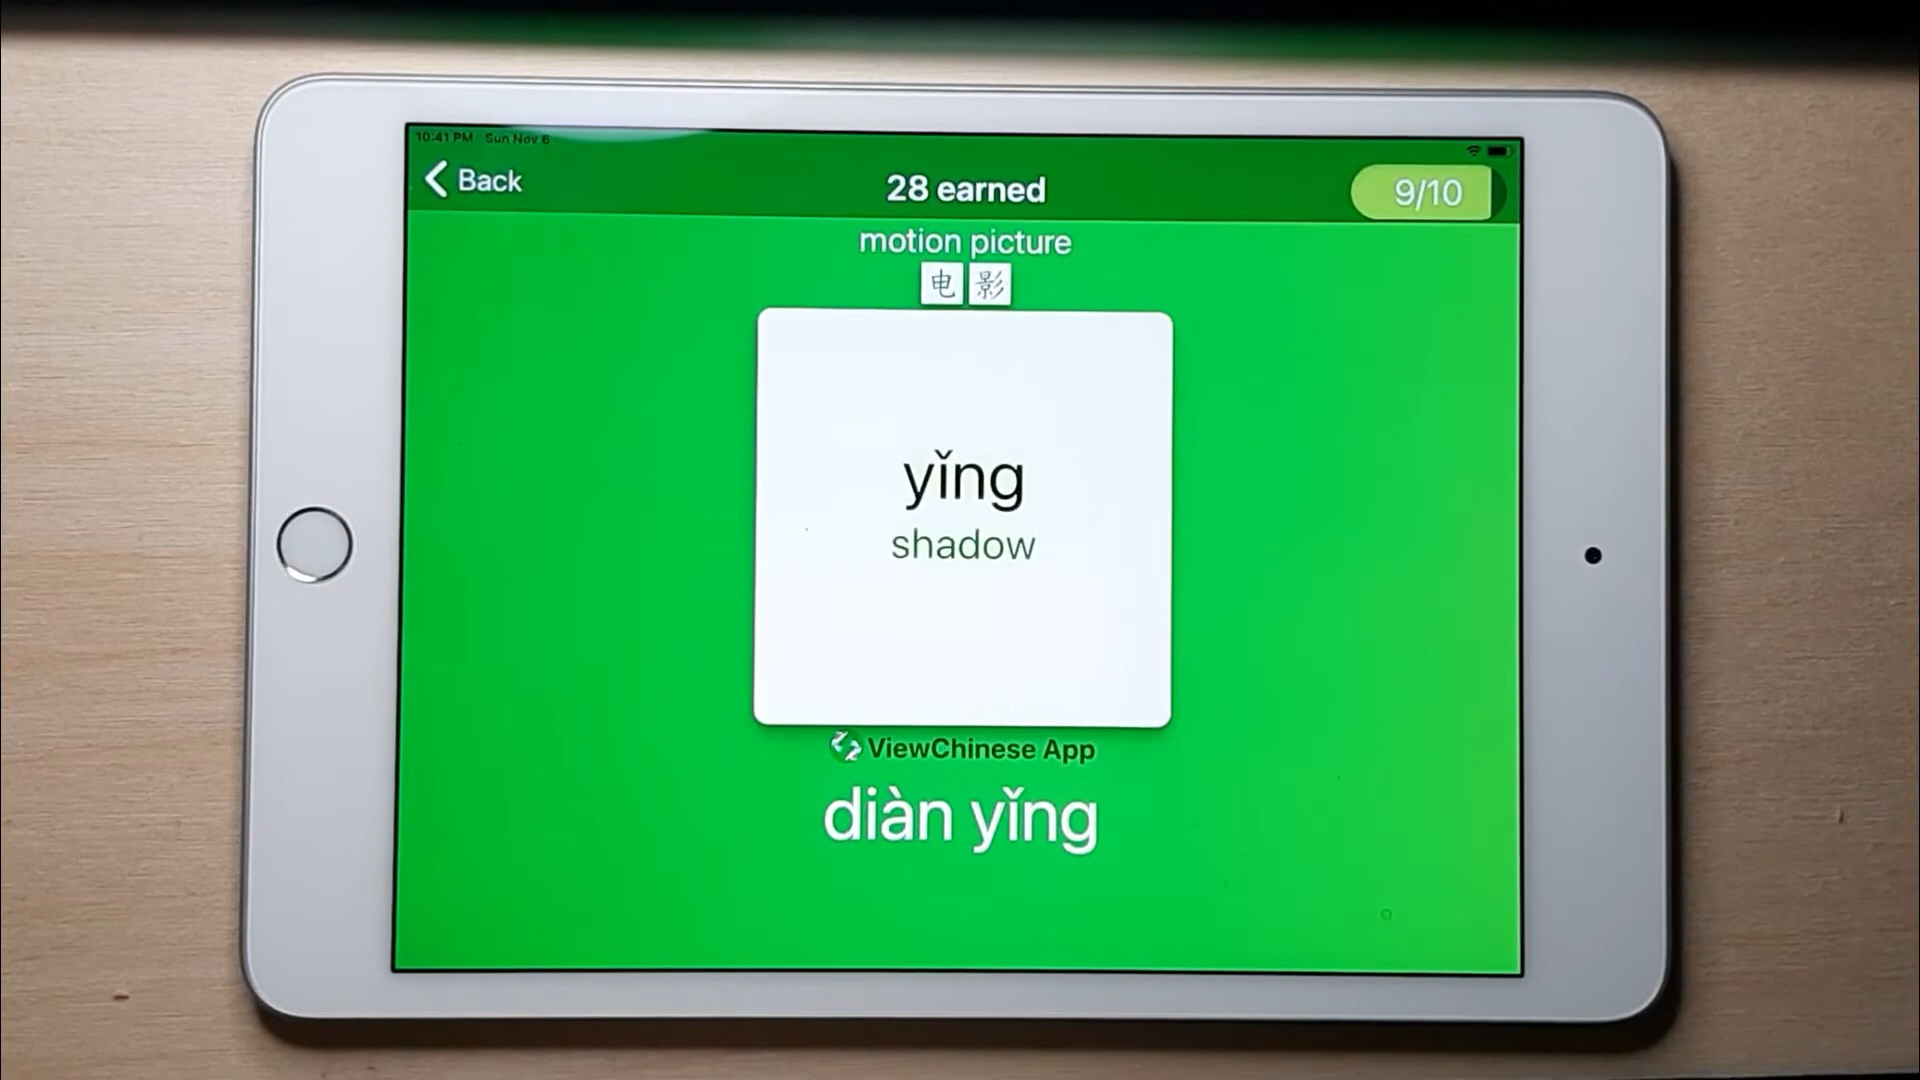 10:41 PM Sun Nov 6
Back
28 earned
9/10
motion picture
电影
yǐng
shadow
ViewChinese App
diàn yǐng